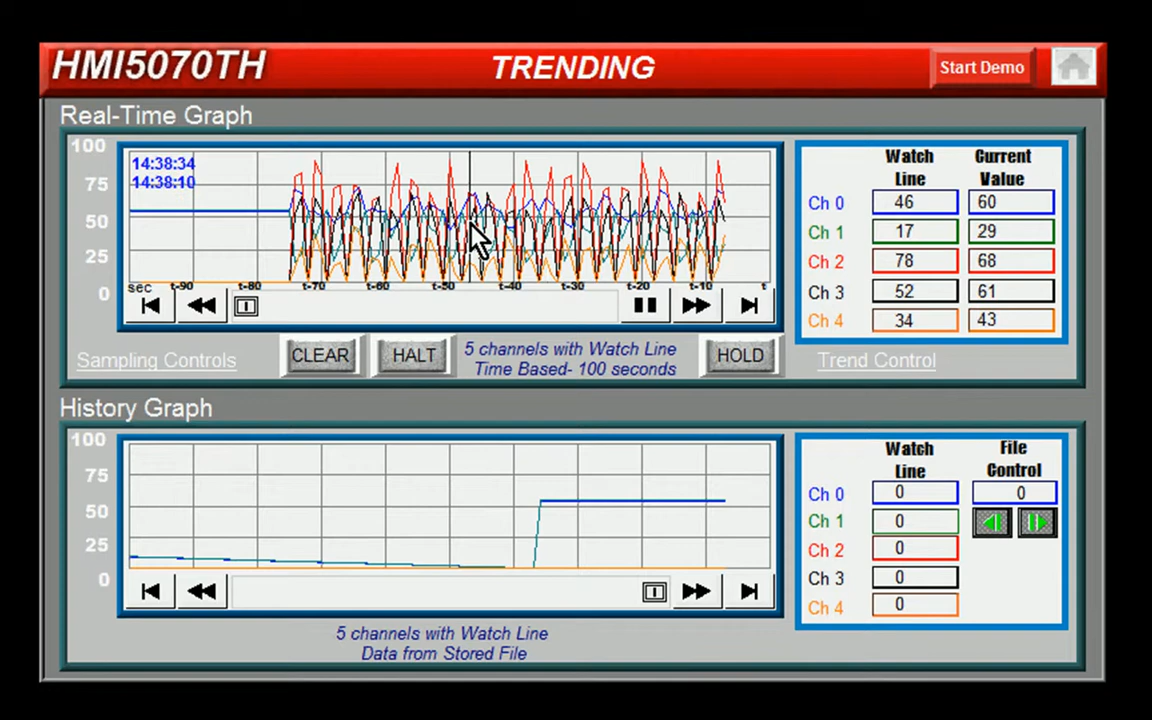 HMI5070TH
TRENDING
Start Demo
Real-Time Graph
100
75
50
25
0
14:38:34
14:38:10
sec t-90 t-80 t-70 t-60 t-50 t-40 t-30 t-20 t-10 t
Watch Line
Current Value
Ch 0 46 60
Ch 1 17 29
Ch 2 78 68
Ch 3 52 61
Ch 4 34 43
Sampling Controls
CLEAR
HALT
5 channels with Watch Line
Time Based- 100 seconds
HOLD
Trend Control
History Graph
100
75
50
25
0
Watch Line
File Control
Ch 0 0 0
Ch 1 0
Ch 2 0
Ch 3 0
Ch 4 0
5 channels with Watch Line
Data from Stored File